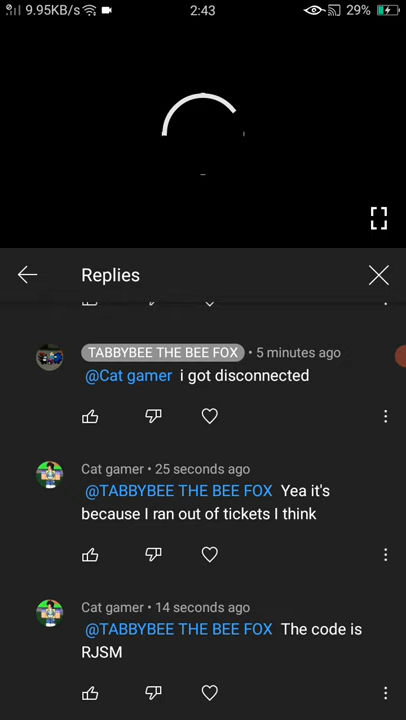 9.95KB/s 2:43 29%
Replies
TABBYBEE THE BEE FOX • 5 minutes ago
@Cat gamer i got disconnected
Cat gamer • 25 seconds ago
@TABBYBEE THE BEE FOX Yea it's
because I ran out of tickets I think
Cat gamer • 14 seconds ago
@TABBYBEE THE BEE FOX The code is
RJSM